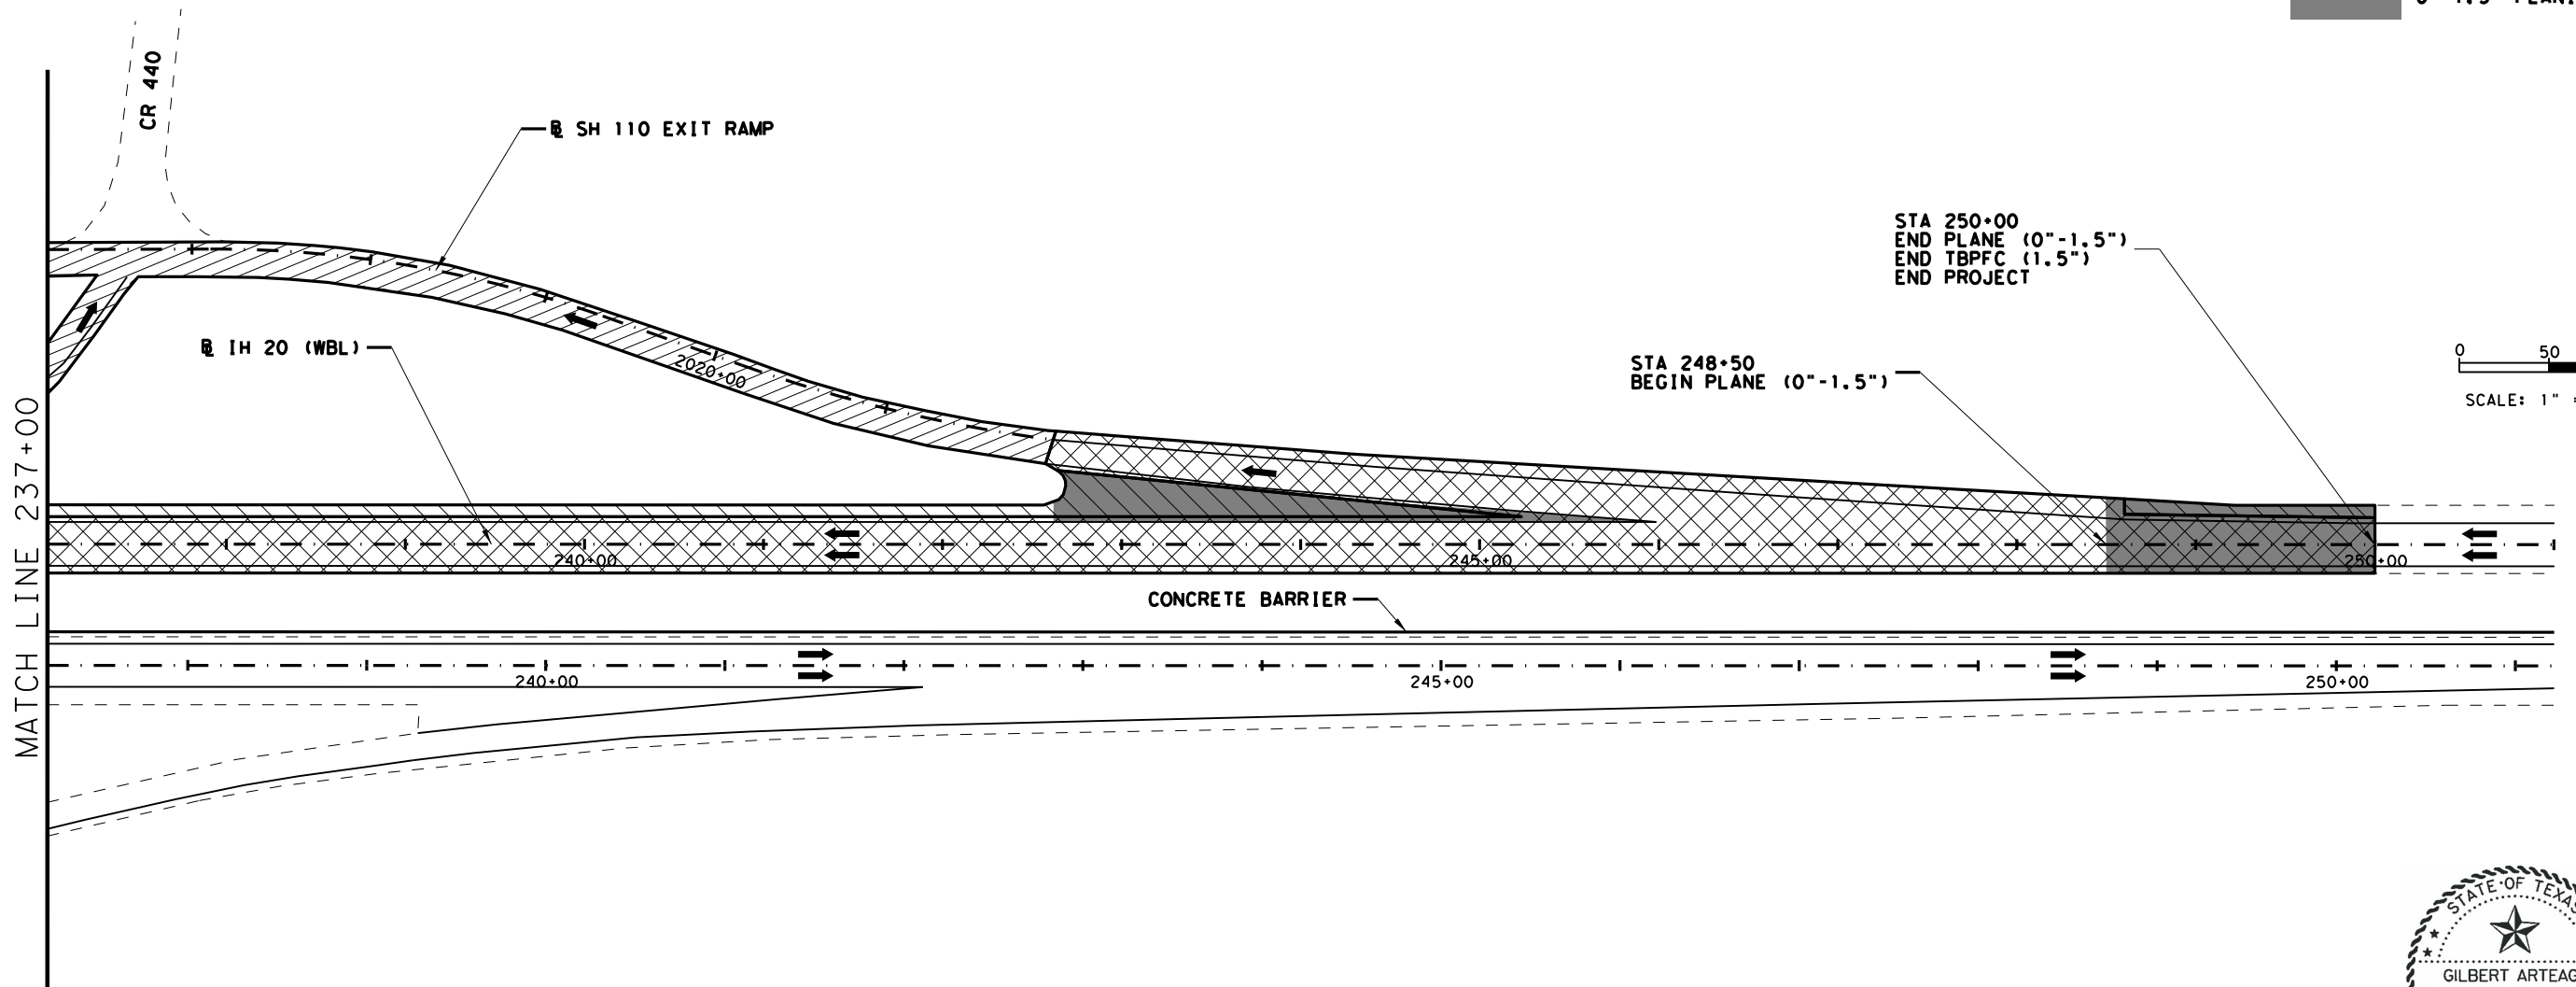 CR 440
℄ SH 110 EXIT RAMP
STA 250+00
END PLANE (0"-1.5")
END TBPFC (1.5")
END PROJECT
℄ IH 20 (WBL)
2020+00
STA 248+50
BEGIN PLANE (0"-1.5")
0 50
SCALE: 1"
MATCH LINE 237+00
240+00
245+00
250+00
CONCRETE BARRIER
240+00
245+00
250+00
STATE OF TEXAS
GILBERT ARTEAG